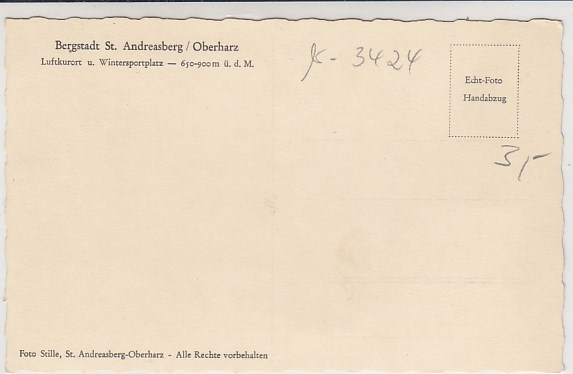 Bergstadt St. Andreasberg / Oberharz
Luftkurort u. Wintersportplatz — 650-900 m ü. d. M.
- 3424
Echt-Foto
Handabzug
3,-
Foto Stille, St. Andreasberg-Oberharz - Alle Rechte vorbehalten